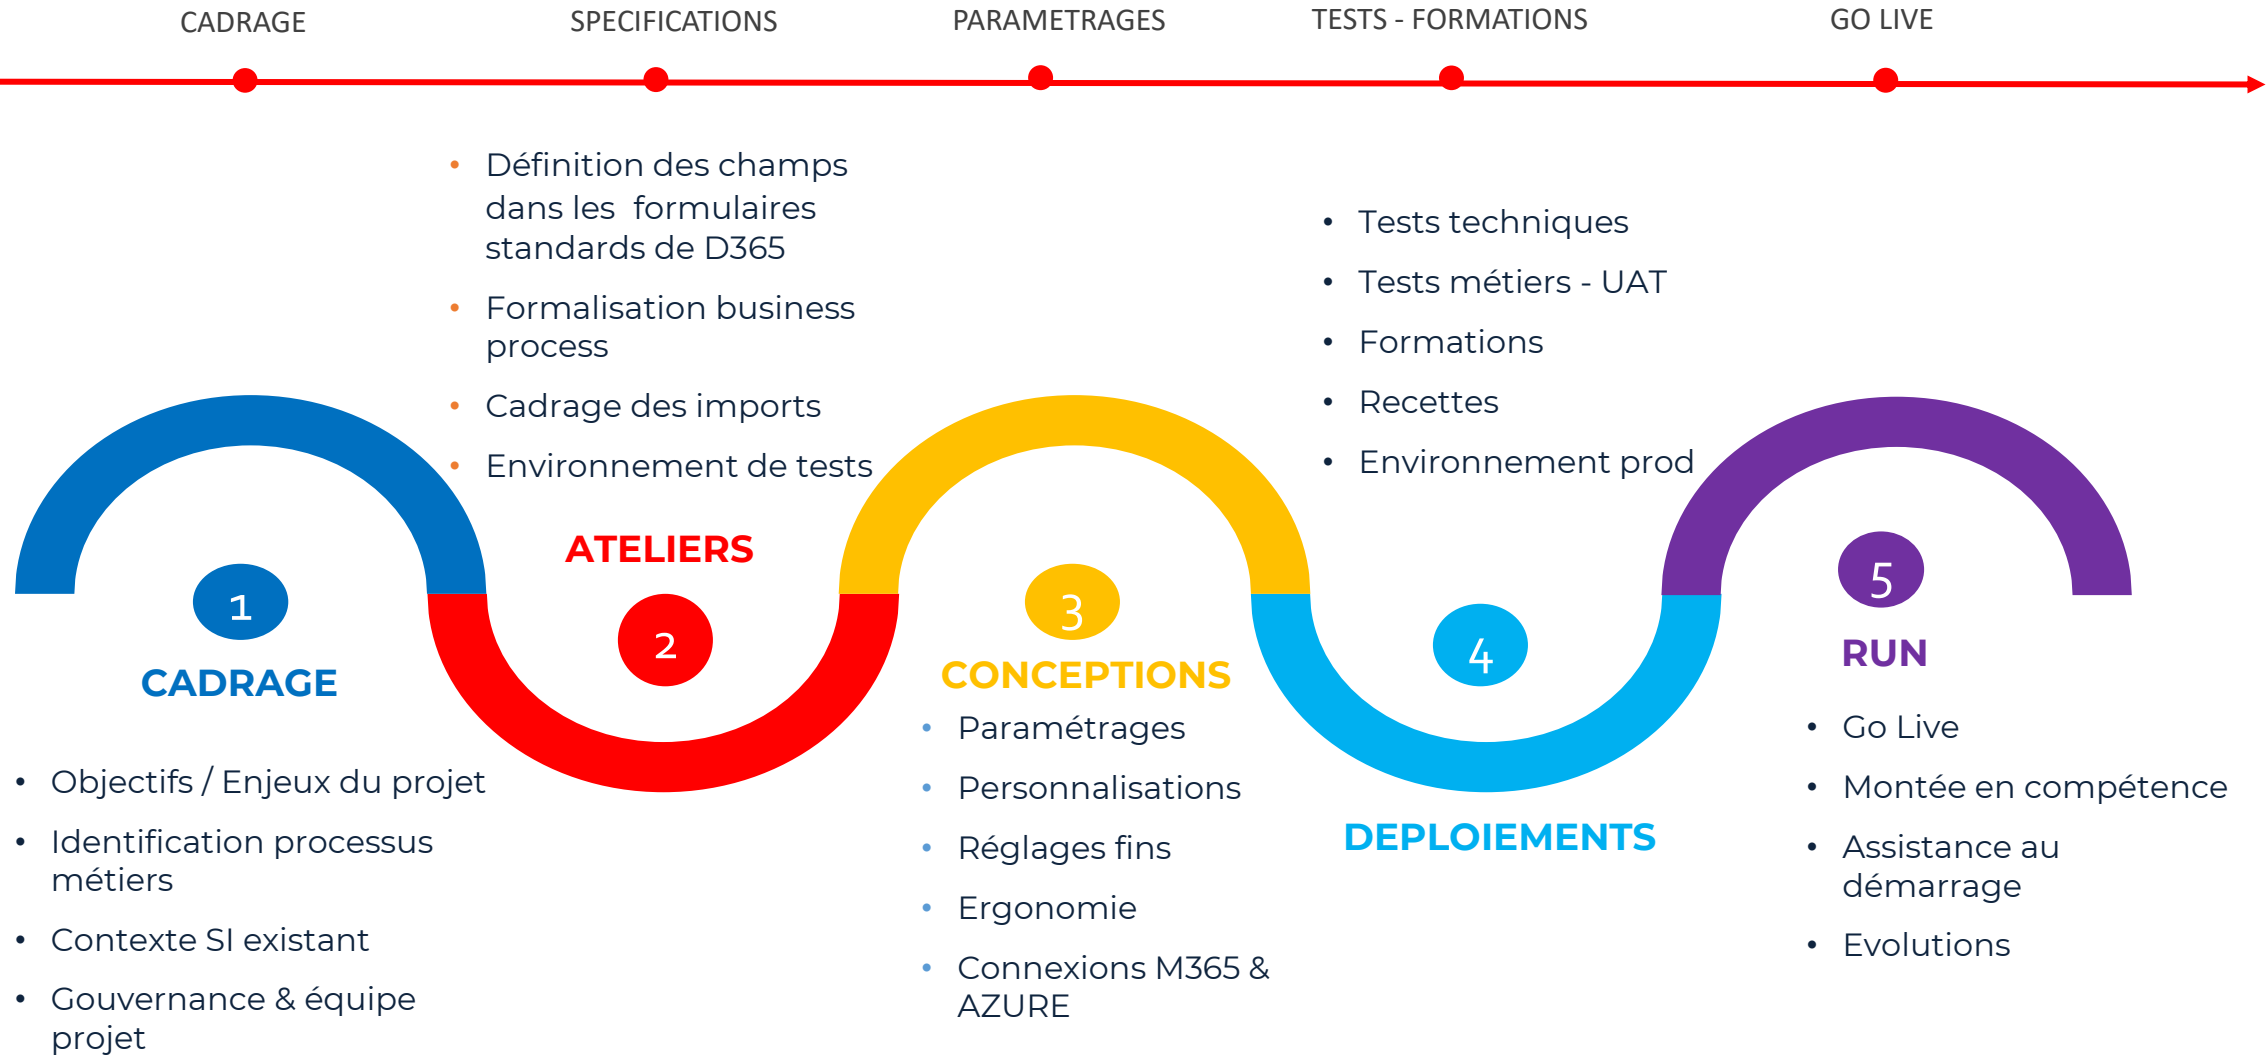 CADRAGE
SPECIFICATIONS
PARAMETRAGES
TESTS - FORMATIONS
GO LIVE
• Définition des champs
dans les formulaires
standards de D365
• Formalisation business
process
• Cadrage des imports
• Environnement de tests
• Tests techniques
• Tests métiers - UAT
• Formations
• Recettes
• Environnement prod
1
CADRAGE
• Objectifs / Enjeux du projet
• Identification processus
métiers
• Contexte SI existant
• Gouvernance & équipe
projet
ATELIERS
2
3
CONCEPTIONS
• Paramétrages
• Personnalisations
• Réglages fins
• Ergonomie
• Connexions M365 &
AZURE
4
DEPLOIEMENTS
5
RUN
• Go Live
• Montée en compétence
• Assistance au
démarrage
• Evolutions